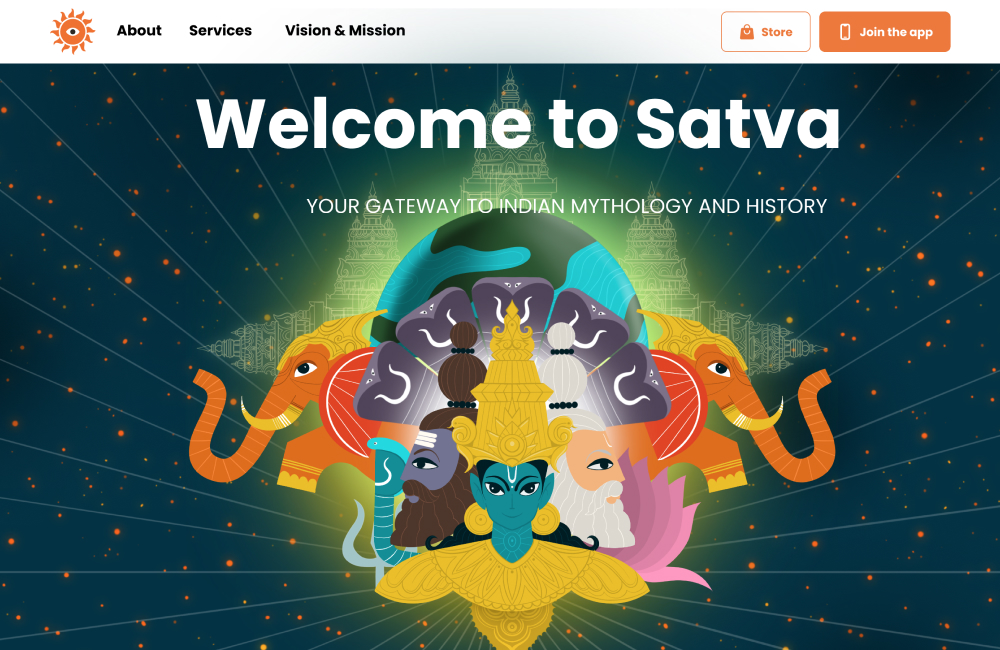 About
Services
Vision & Mission
Store
Join the app
Welcome to Satva
YOUR GATEWAY TO INDIAN MYTHOLOGY AND HISTORY